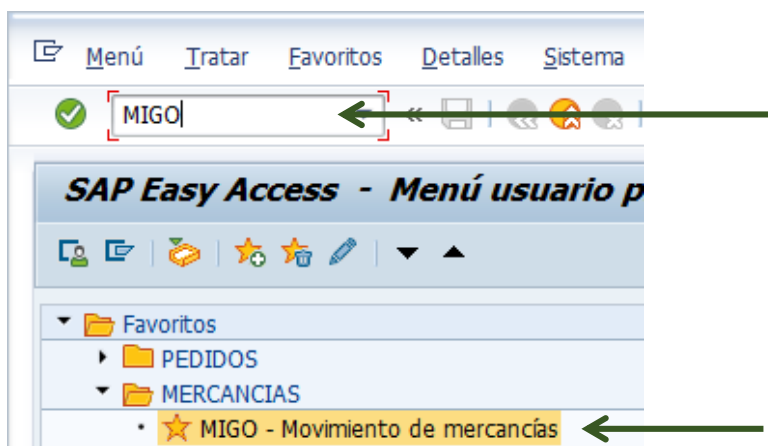 Menú Tratar Favoritos Detalles Sistema
MIGO
SAP Easy Access - Menú usuario p
Favoritos
PEDIDOS
MERCANCIAS
MIGO - Movimiento de mercancías